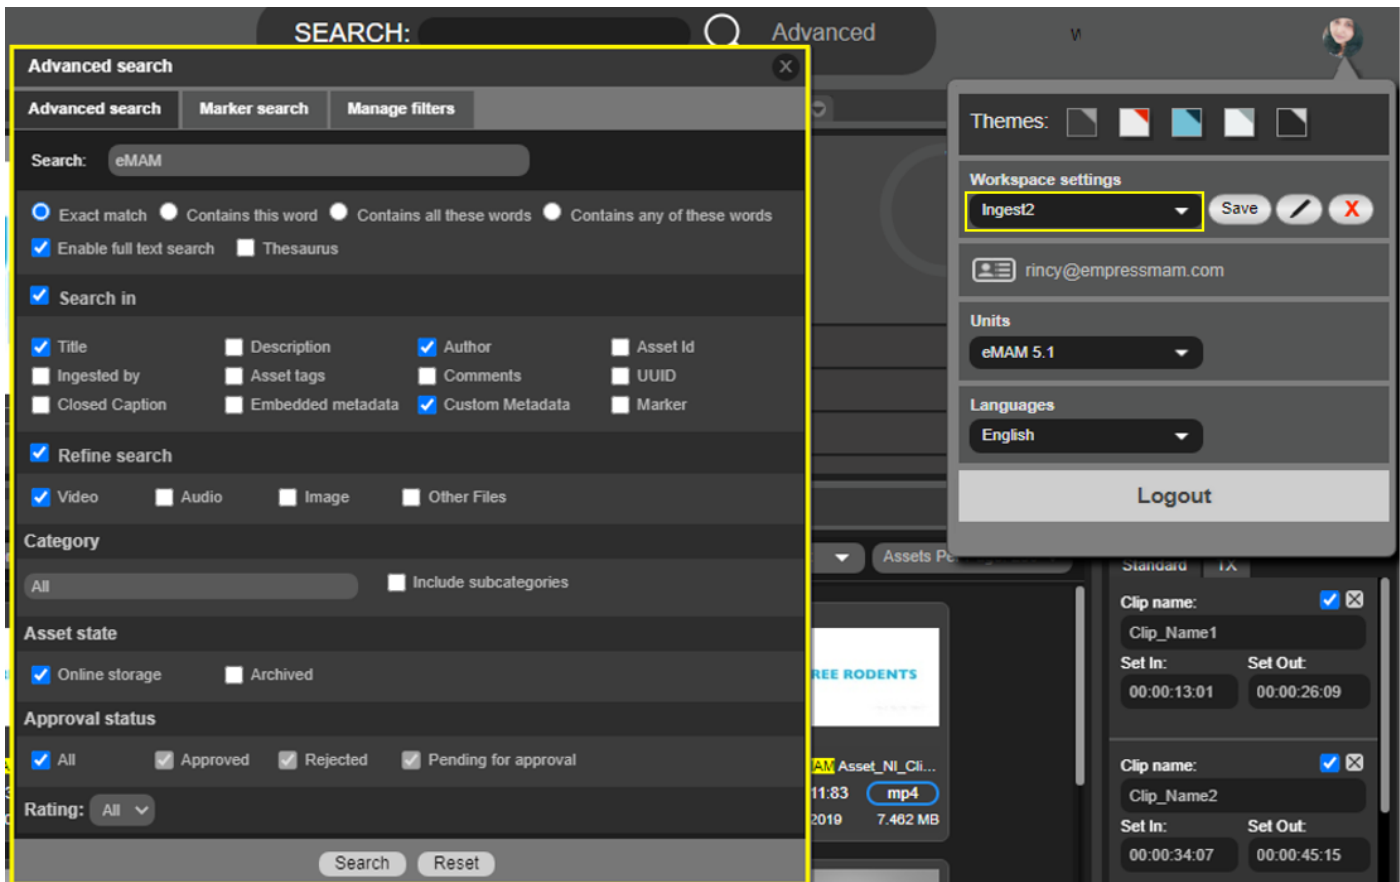 SEARCH:
Advanced
Advanced search
X
Advanced search
Marker search
Manage filters
Search:
eMAM
Exact match
Contains this word
Contains all these words
Contains any of these words
Enable full text search
Thesaurus
Search in
Title
Description
Author
Asset Id
Ingested by
Asset tags
Comments
UUID
Closed Caption
Embedded metadata
Custom Metadata
Marker
Refine search
Video
Audio
Image
Other Files
Category
All
Include subcategories
Asset state
Online storage
Archived
Approval status
All
Approved
Rejected
Pending for approval
Rating:
All
Search
Reset
Themes:
Workspace settings
Ingest2
Save
X
rincy@empressmam.com
Units
eMAM 5.1
Languages
English
Logout
Assets
Standard
TX
REE RODENTS
AM Asset_NI_Cli...
11:83
mp4
2019
7.462 MB
Clip name:
Clip_Name1
Set In:
Set Out:
00:00:13:01
00:00:26:09
Clip name:
Clip_Name2
Set In:
Set Out:
00:00:34:07
00:00:45:15